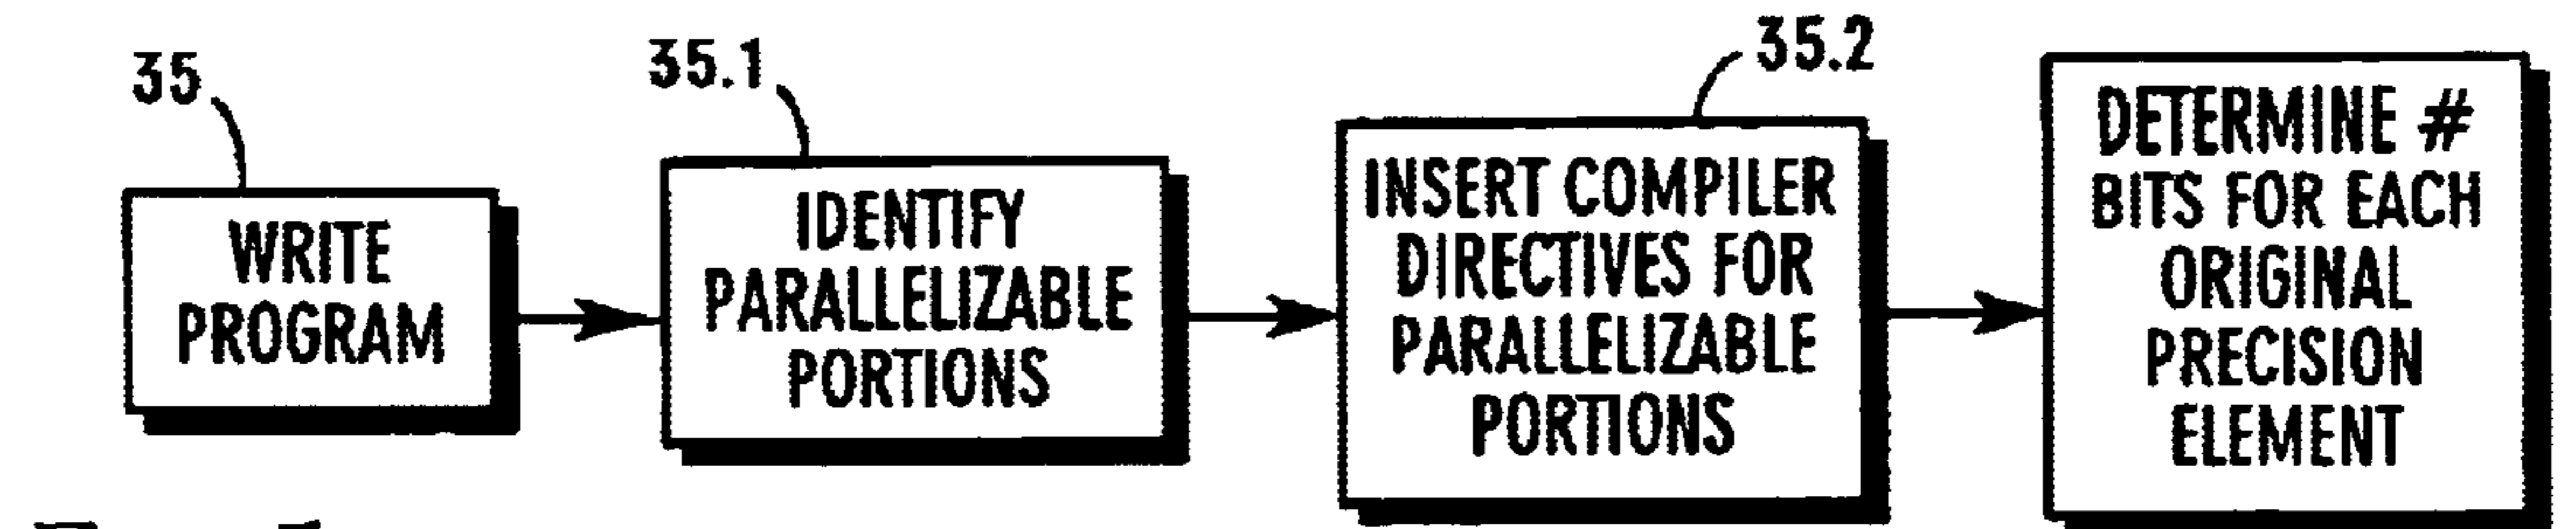 35
35.1
35.2
WRITE
PROGRAM
IDENTIFY
PARALLELIZABLE
PORTIONS
INSERT COMPILER
DIRECTIVES FOR
PARALLELIZABLE
PORTIONS
DETERMINE #
BITS FOR EACH
ORIGINAL
PRECISION
ELEMENT